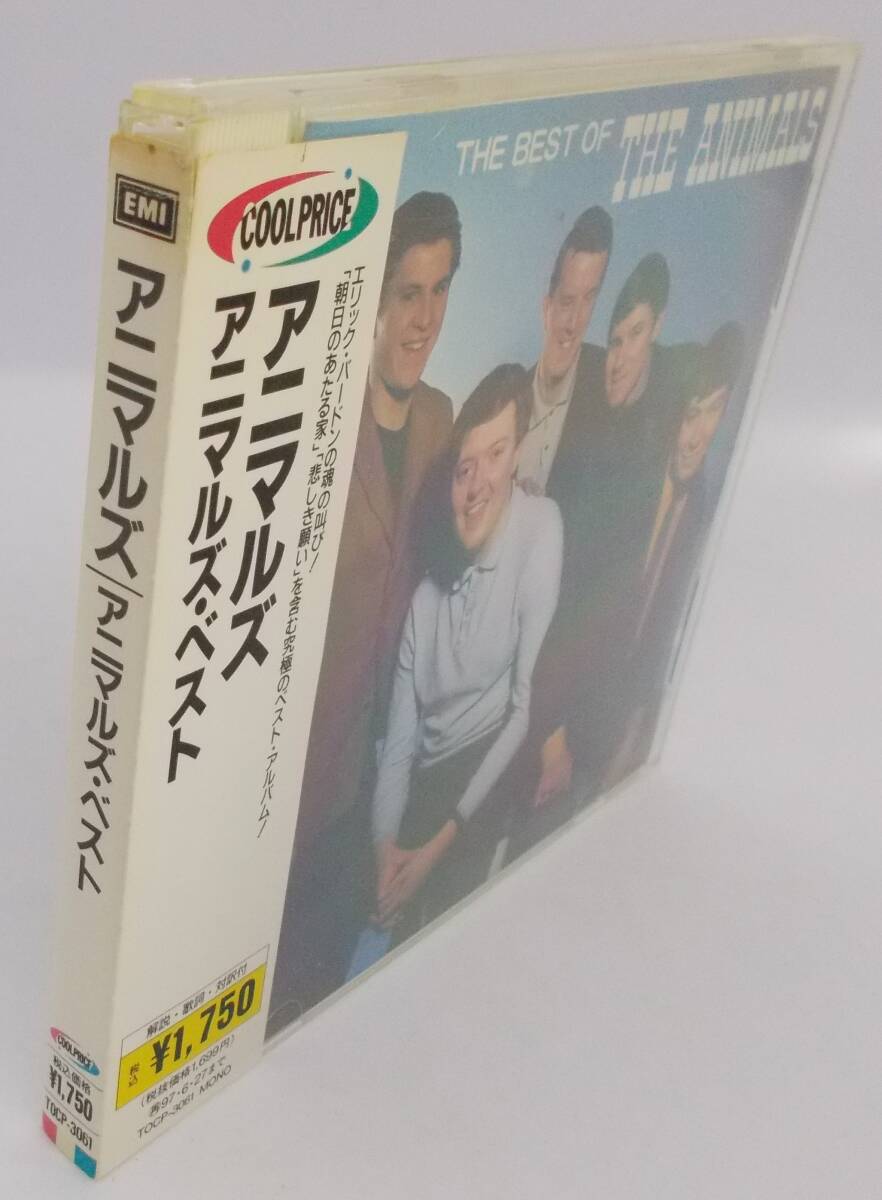 EMI
アニマルズ/アニマルズ・ベスト
COOLPRICE
税込価格
¥1,750
TOCP-3061
COOLPRICE
エリック・バードンの魂の叫び!
「朝日のあたる家」「悲しき願い」を含む究極のベスト・アルバム!
アニマルズ
アニマルズ・ベスト
解説・歌詞・対訳付
税込 ¥1,750
(税抜価格1,699円)
再97・6・27まで
TOCP-3061 MONO
THE BEST OF THE ANIMALS